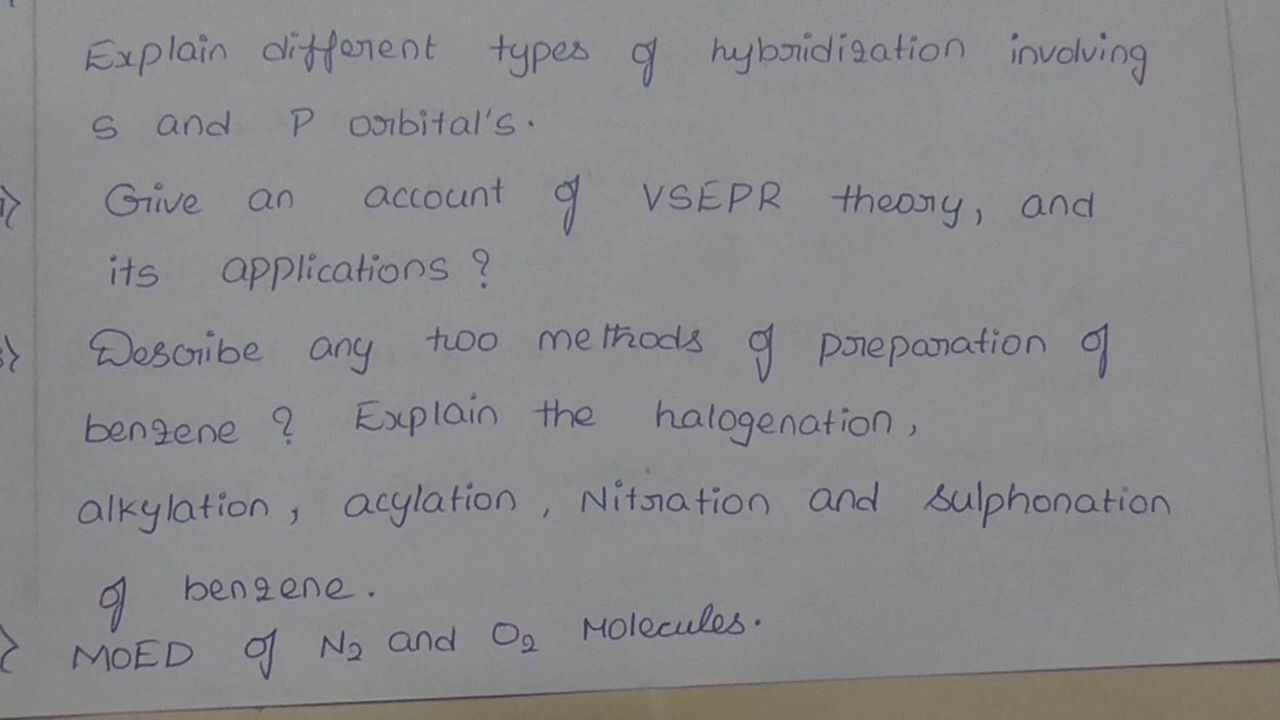 Explain different types of hybridization involving
s and P orbital's.
Give an account of VSEPR theory, and
its applications ?
Describe any two methods of preparation of
benzene ? Explain the halogenation,
alkylation, acylation, Nitration and sulphonation
of benzene.
MOED of N2 and O2 Molecules.